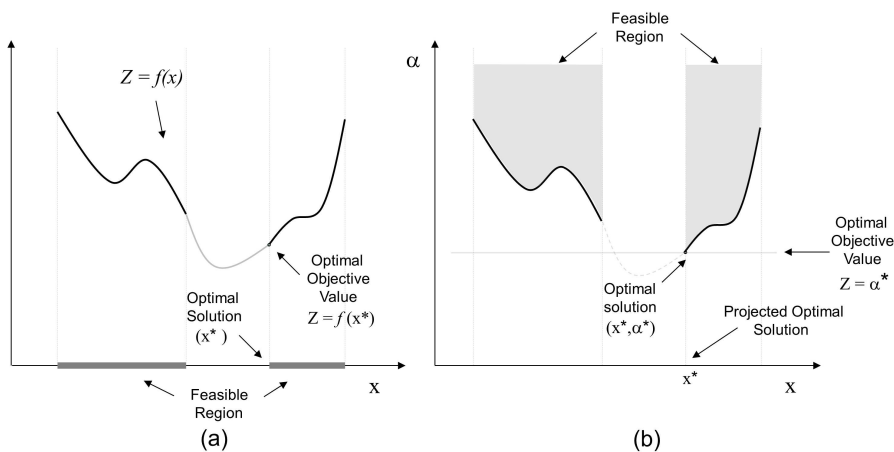 Z = f(x)
Optimal
Objective
Value
Z = f (x*)
Optimal
Solution
(x* )
x
Feasible
Region
(a)
Feasible
Region
α
Optimal
Objective
Value
Z = α*
Optimal
solution
(x*,α*)
Projected Optimal
Solution
x*
x
(b)